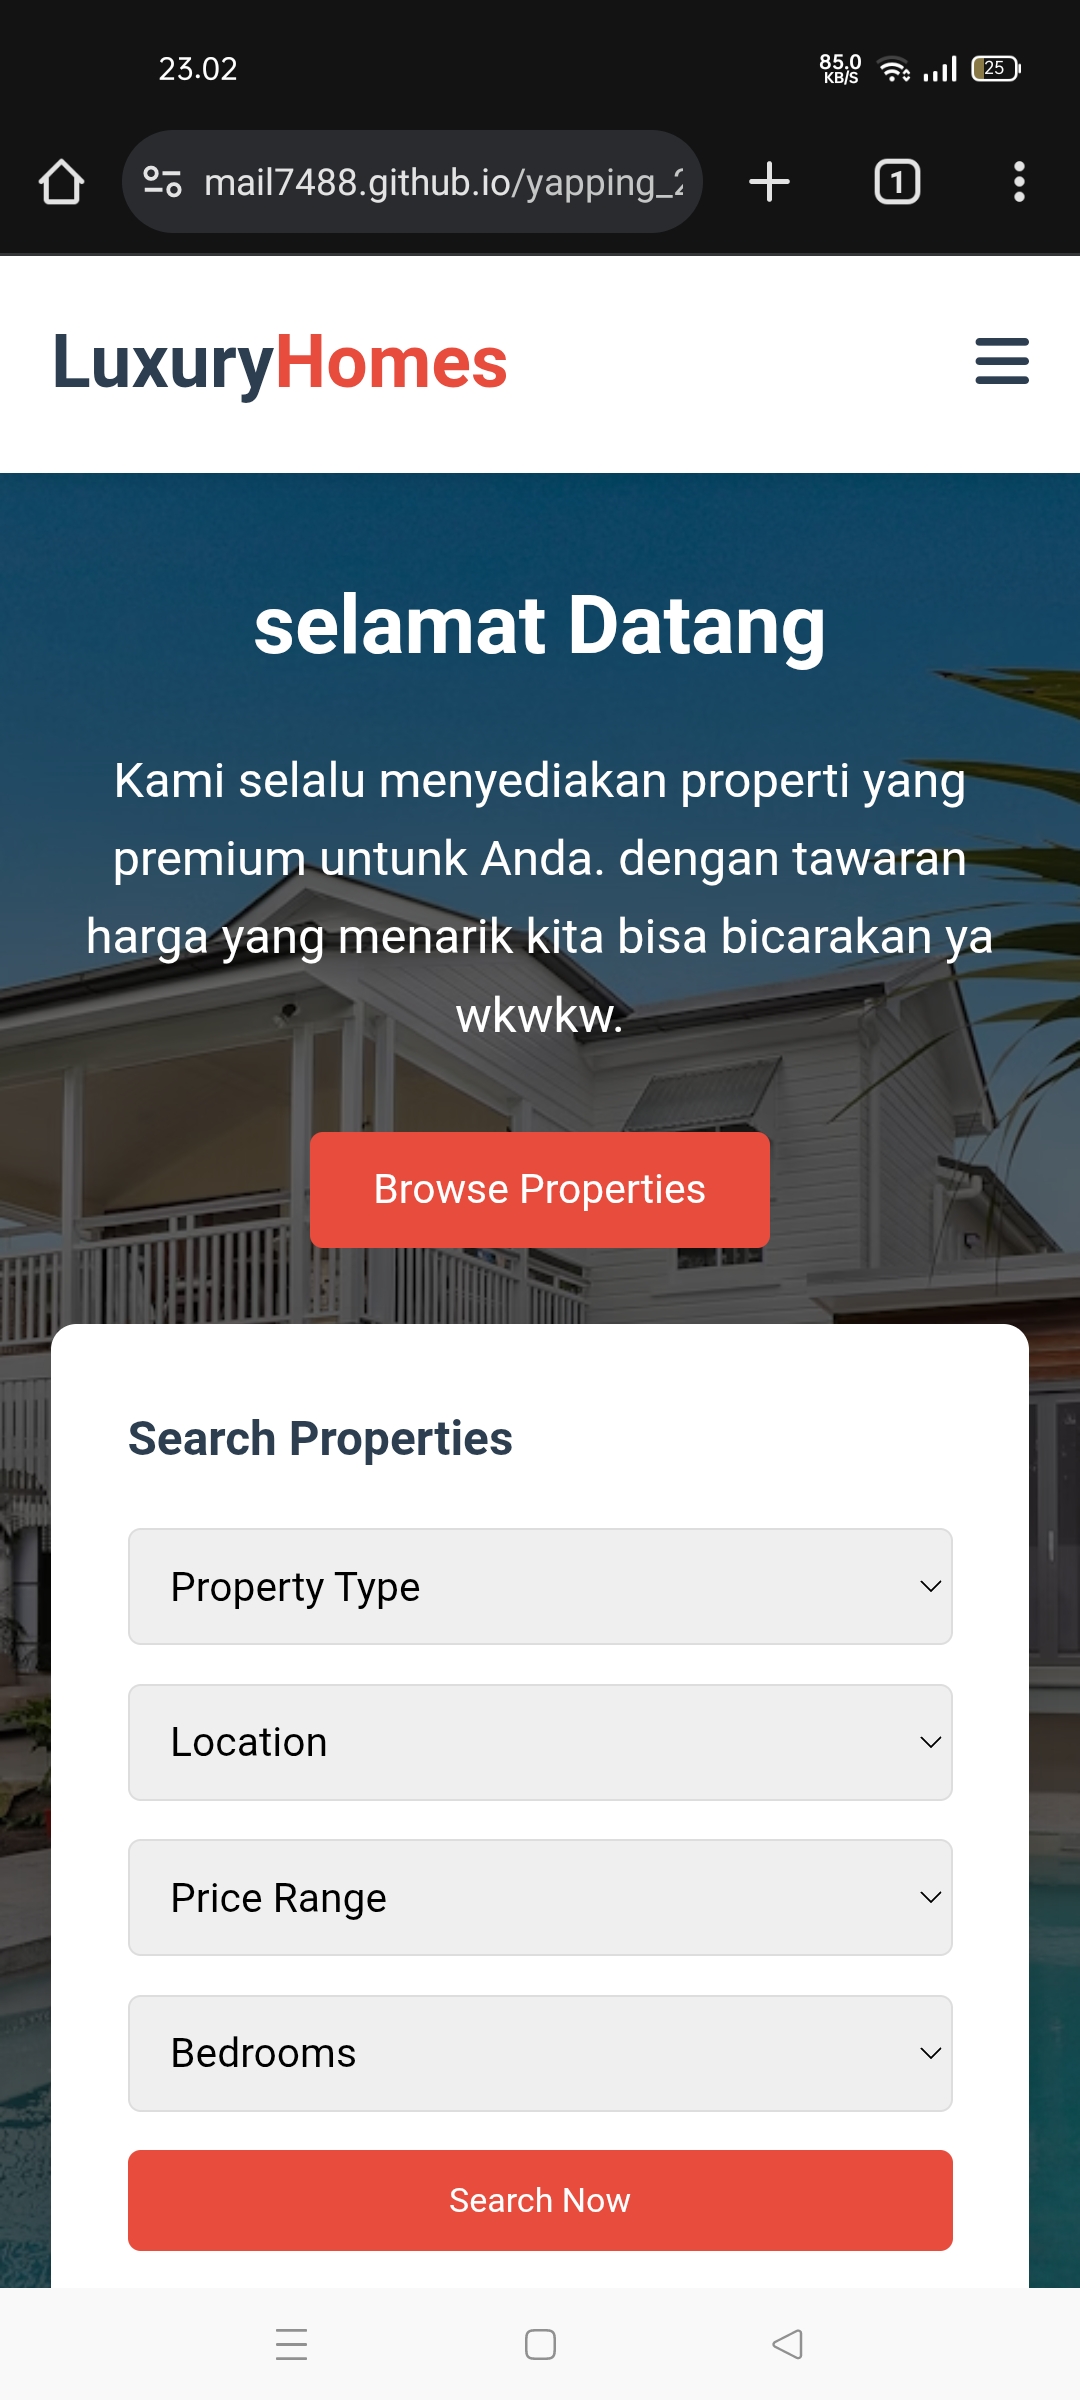 23.02
85.0
KB/S
25
mail7488.github.io/yapping_2
1
LuxuryHomes
selamat Datang
Kami selalu menyediakan properti yang
premium untunk Anda. dengan tawaran
harga yang menarik kita bisa bicarakan ya
wkwkw.
Browse Properties
Search Properties
Property Type
Location
Price Range
Bedrooms
Search Now